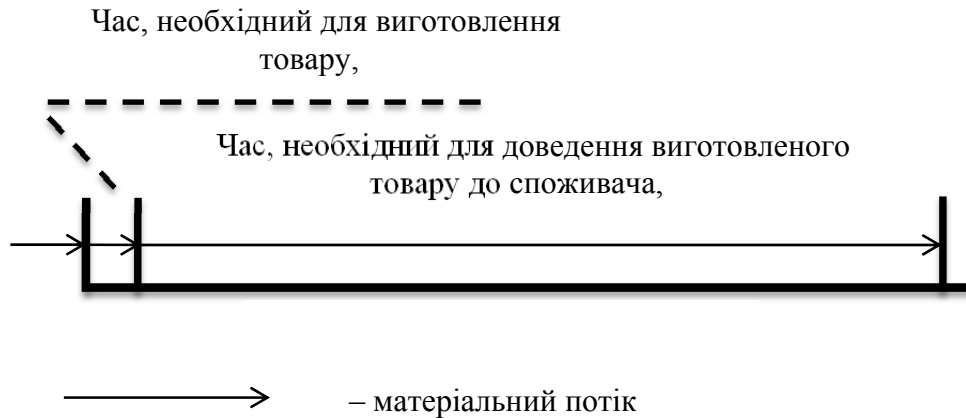 Час, необхідний для виготовлення
товару,
Час, необхідний для доведення виготовленого
товару до споживача,
– матеріальний потік